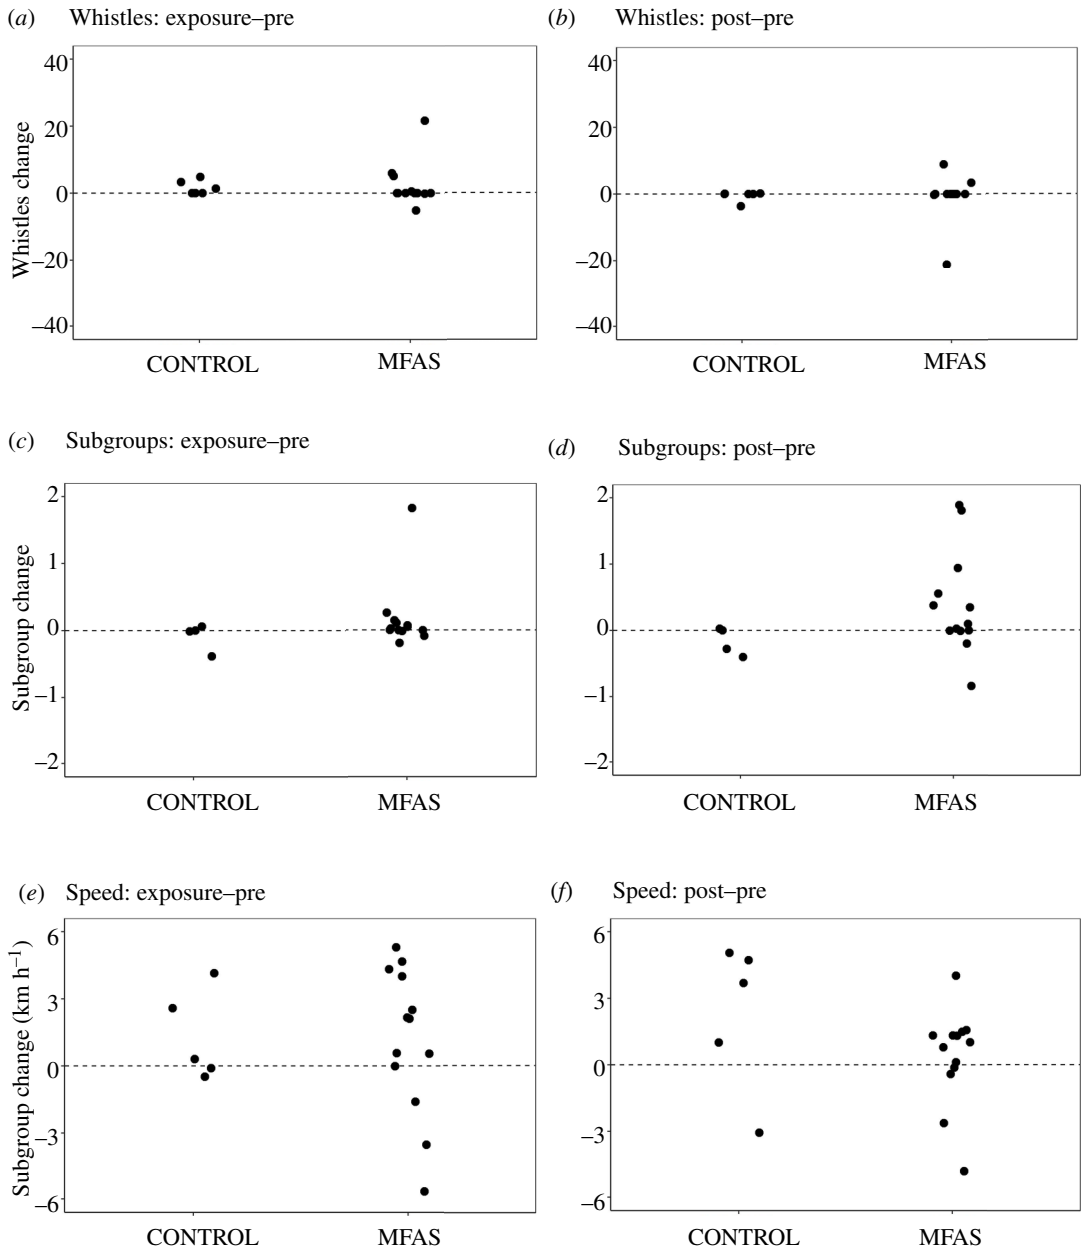 (a) Whistles: exposure–pre
(b) Whistles: post–pre
Whistles change
40
20
0
–20
–40
CONTROL MFAS
40
20
0
–20
–40
CONTROL MFAS
(c) Subgroups: exposure–pre
(d) Subgroups: post–pre
Subgroup change
2
1
0
–1
–2
CONTROL MFAS
2
1
0
–1
–2
CONTROL MFAS
(e) Speed: exposure–pre
(f) Speed: post–pre
Subgroup change (km h–1)
6
3
0
–3
–6
CONTROL MFAS
6
3
0
–3
–6
CONTROL MFAS